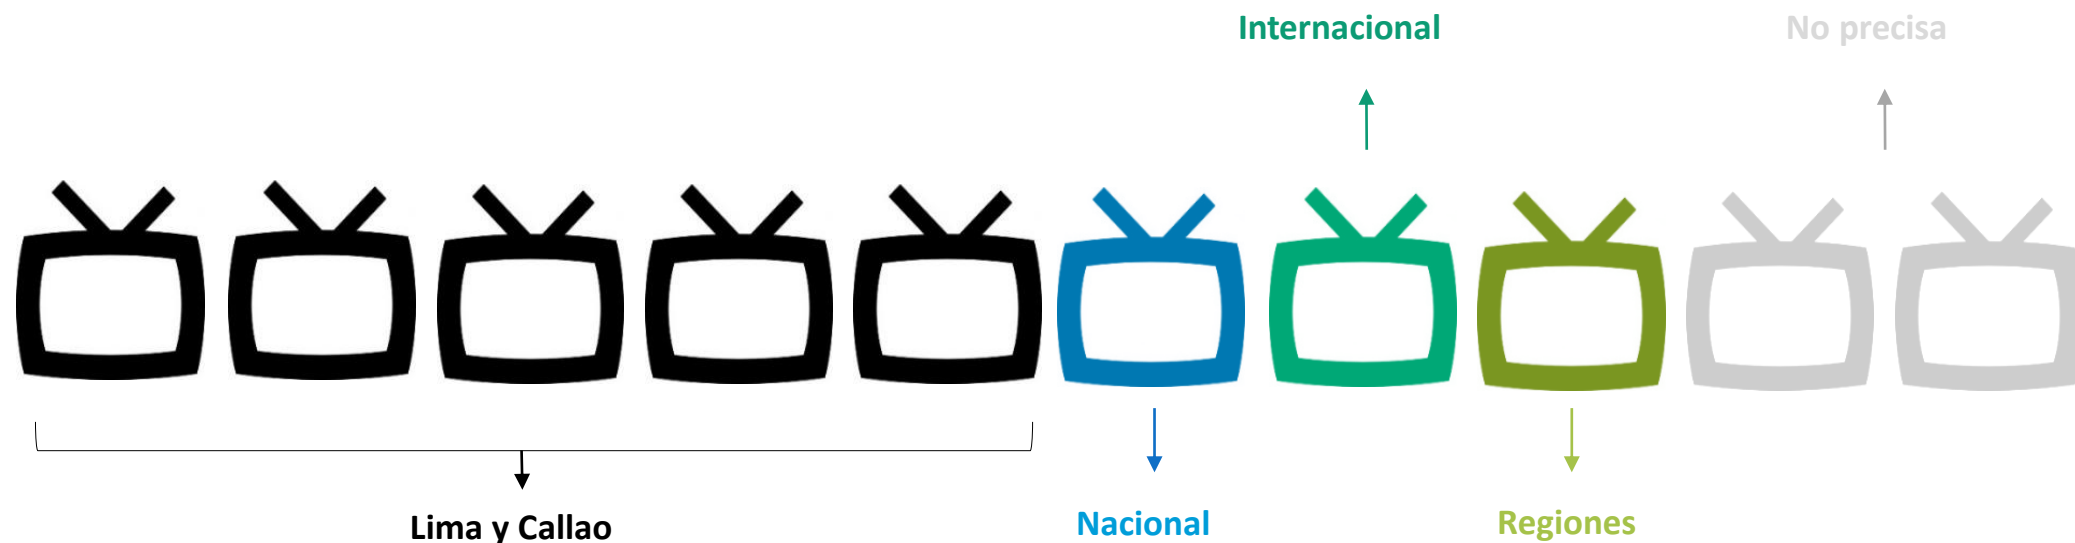 Internacional
No precisa
Lima y Callao
Nacional
Regiones